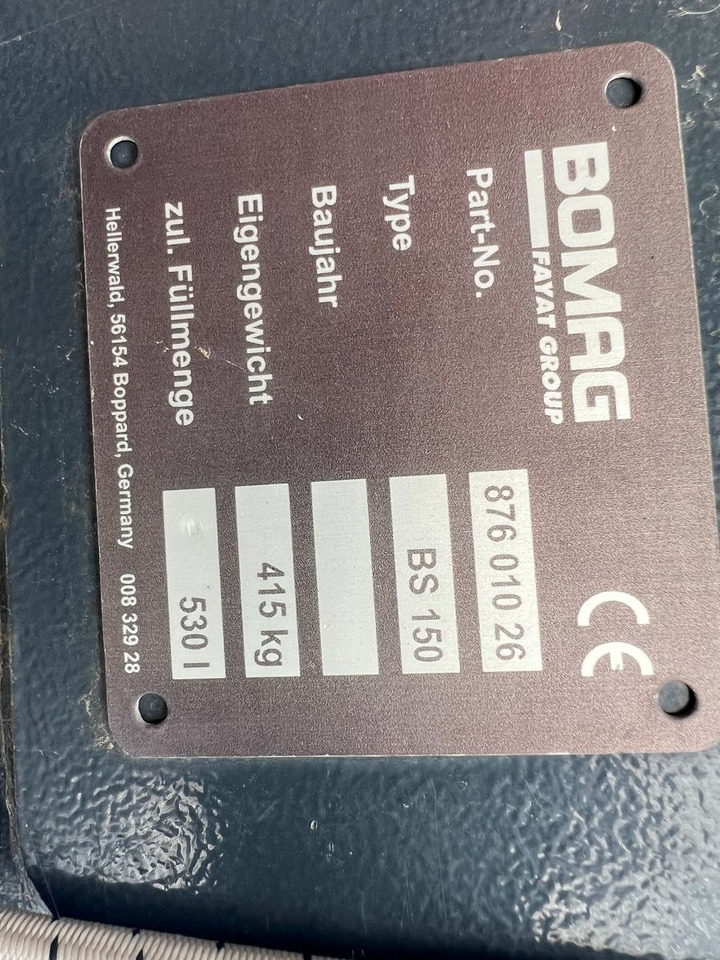 BOMAG
FAYAT GROUP
CE
Part-No. 876 010 26
Type BS 150
Baujahr
Eigengewicht 415 kg
zul. Füllmenge 530 l
Hellerwald, 56154 Boppard, Germany 008 329 28